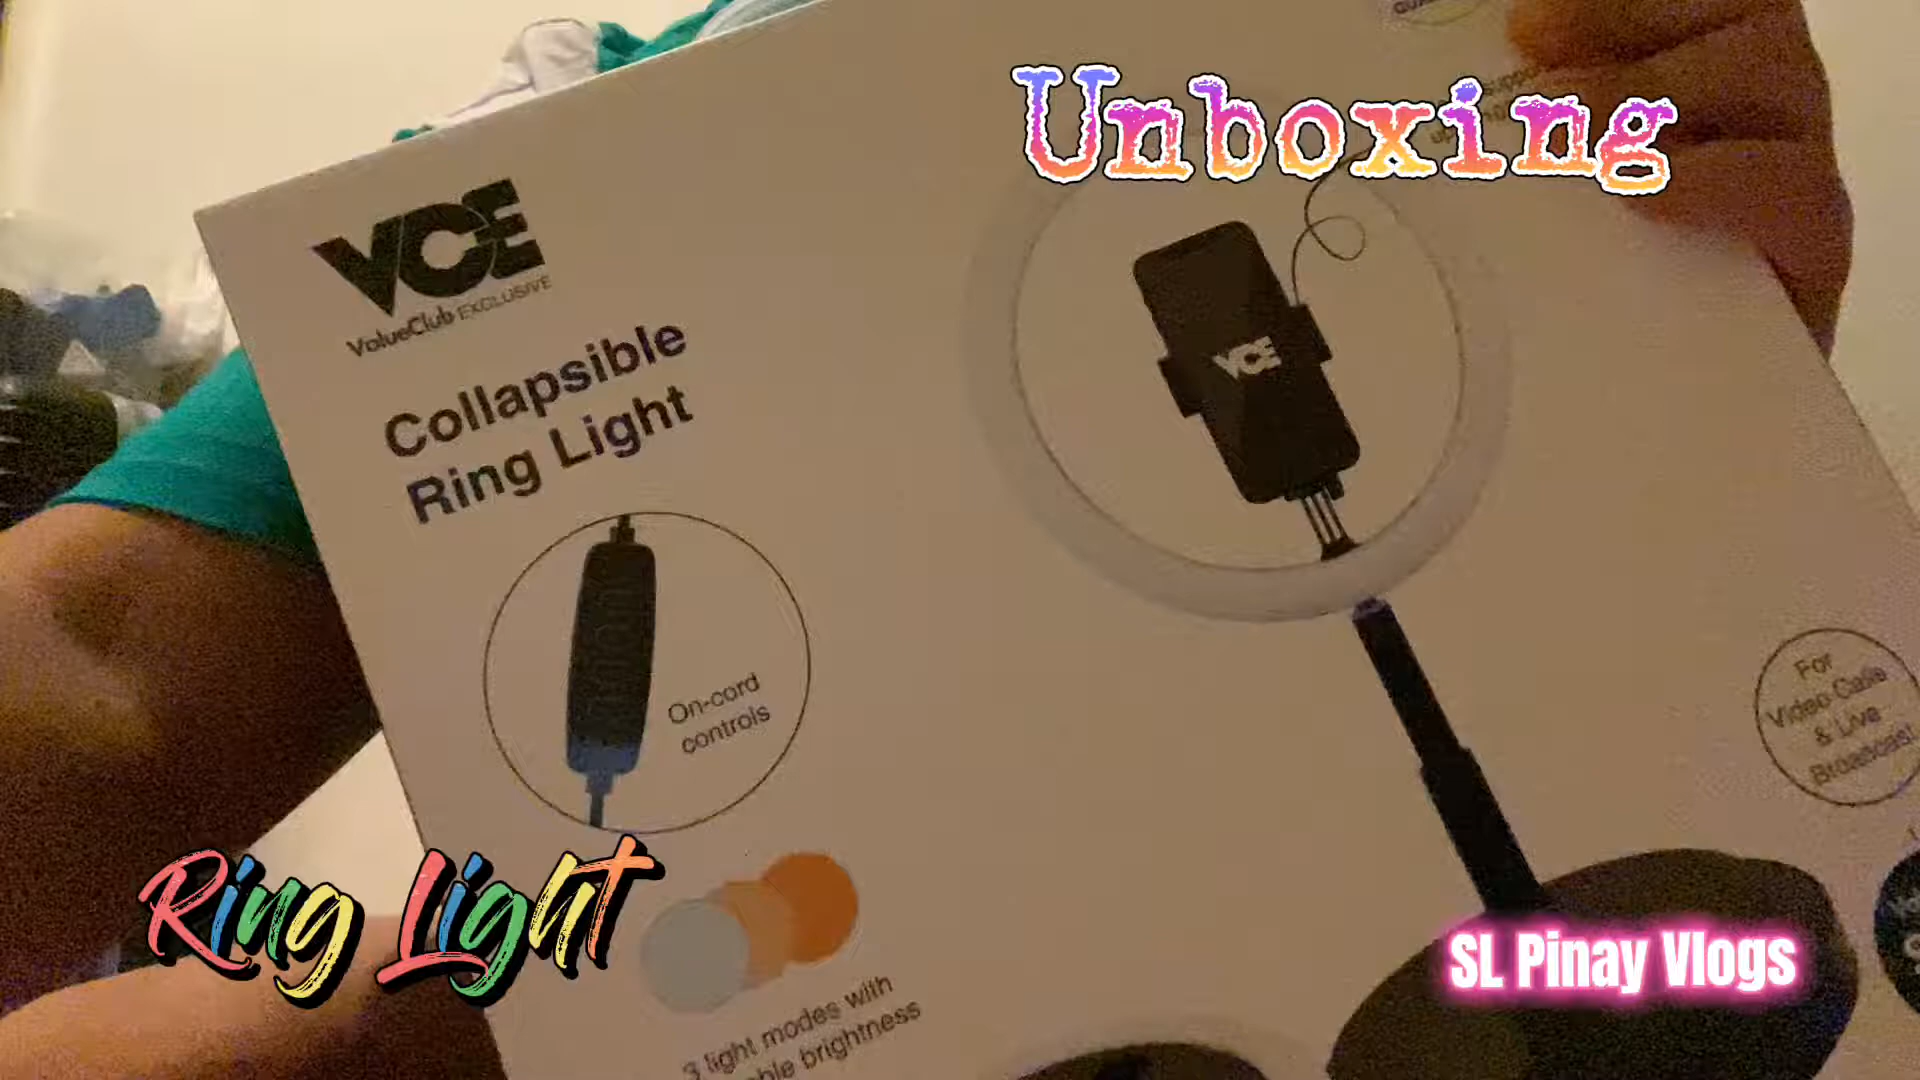 Unboxing
VCE
ValueClub EXCLUSIVE
Collapsible
Ring Light
VCE
On-cord
controls
For
Video Calls
& Live
Broadcast
Ring Light
SL Pinay Vlogs
3 light modes with
brightness